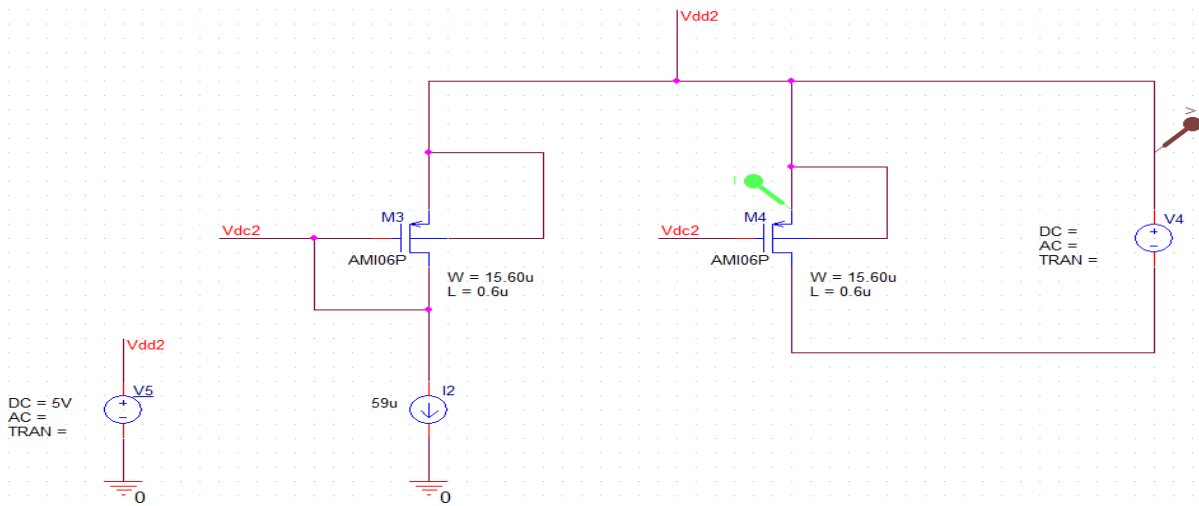 Vdd2
V
I
M3
M4
V4
Vdc2
Vdc2
DC =
AC =
TRAN =
AMI06P
AMI06P
W = 15.60u
L = 0.6u
W = 15.60u
L = 0.6u
Vdd2
V5
I2
DC = 5V
AC =
TRAN =
59u
0
0